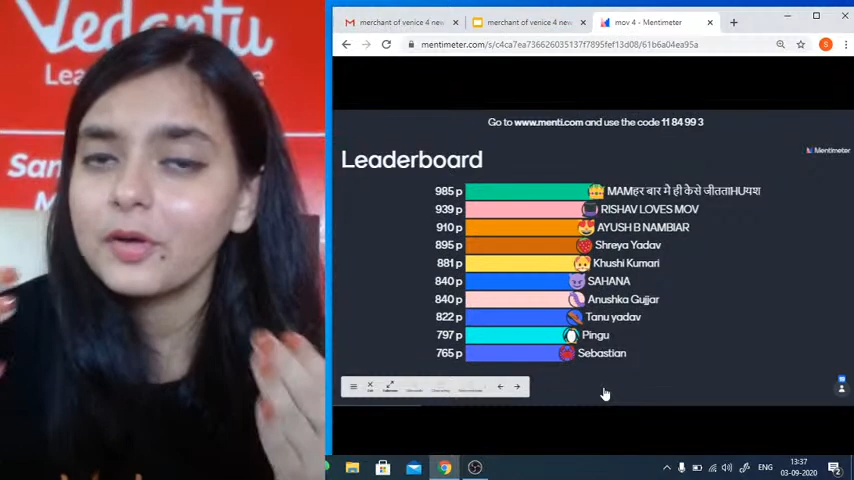 Vedantu
merchant of venice 4 new
merchant of venice 4 new
mov 4 - Mentimeter
mentimeter.com/s/c4ca7ea736626035137f7895fef13d08/61b6a04ea95a
S
Go to www.menti.com and use the code 11 84 99 3
Mentimeter
Leaderboard
985 p MAMहर बार मे ही कैसे जीतताHUयश
939 p RISHAV LOVES MOV
910 p AYUSH B NAMBIAR
895 p Shreya Yadav
881 p Khushi Kumari
840 p SAHANA
840 p Anushka Gujjar
822 p Tanu yadav
797 p Pingu
765 p Sebastian
ENG
13:37
03-09-2020
2